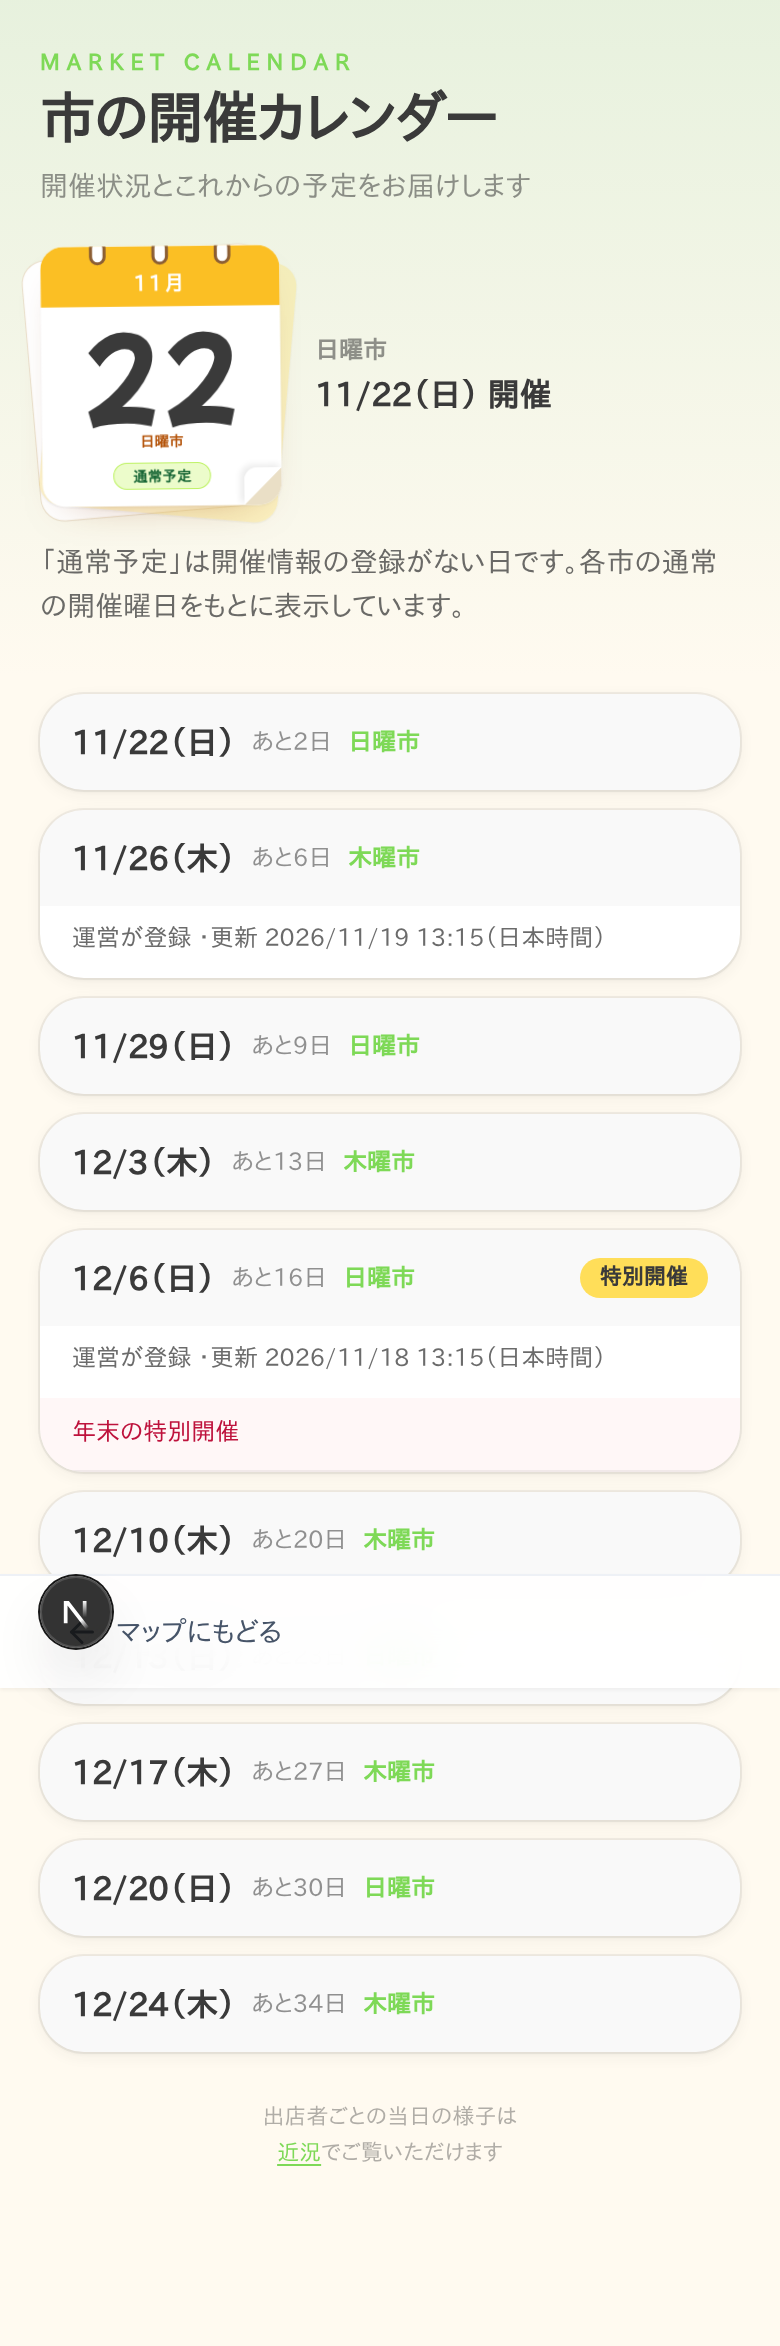 MARKET CALENDAR
市の開催カレンダー
開催状況とこれからの予定をお届けします
11月
22
日曜市
通常予定
日曜市
11/22(日) 開催
「通常予定」は開催情報の登録がない日です。各市の通常
の開催曜日をもとに表示しています。
11/22(日) あと2日 日曜市
11/26(木) あと6日 木曜市
運営が登録 ·更新 2026/11/19 13:15(日本時間)
11/29(日) あと9日 日曜市
12/3(木) あと13日 木曜市
12/6(日) あと16日 日曜市 特別開催
運営が登録 ·更新 2026/11/18 13:15(日本時間)
年末の特別開催
12/10(木) あと20日 木曜市
N ← マップにもどる
12/17(木) あと27日 木曜市
12/20(日) あと30日 日曜市
12/24(木) あと34日 木曜市
出店者ごとの当日の様子は
近況でご覧いただけます